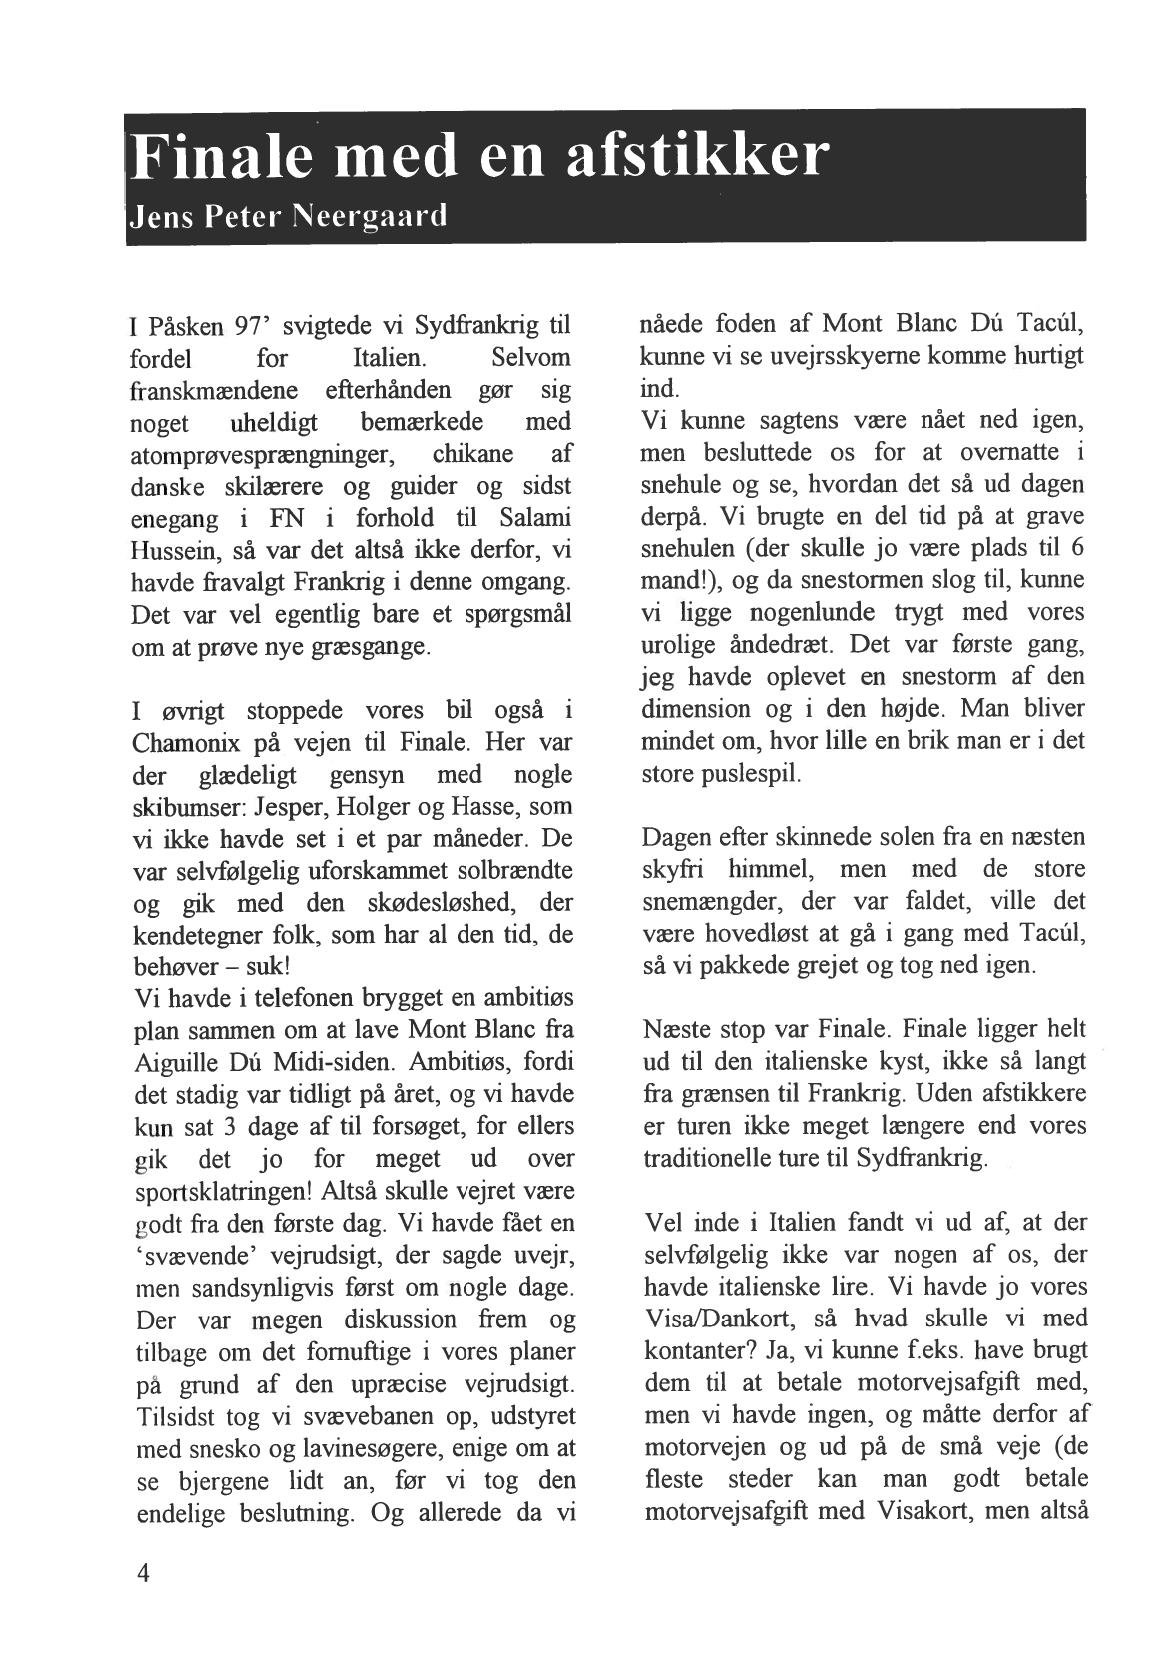 Finale med en afstikker
Jens Peter Neergaard
I Påsken 97’ svigtede vi Sydfrankrig til
fordel for Italien. Selvom
franskmændene efterhånden gør sig
noget uheldigt bemærkede med
atomprøvesprængninger, chikane af
danske skilærere og guider og sidst
enegang i FN i forhold til Salami
Hussein, så var det altså ikke derfor, vi
havde fravalgt Frankrig i denne omgang.
Det var vel egentlig bare et spørgsmål
om at prøve nye græsgange.
I øvrigt stoppede vores bil også i
Chamonix på vejen til Finale. Her var
der glædeligt gensyn med nogle
skibumser: Jesper, Holger og Hasse, som
vi ikke havde set i et par måneder. De
var selvfølgelig uforskammet solbrændte
og gik med den skødesløshed, der
kendetegner folk, som har al den tid, de
behøver – suk!
Vi havde i telefonen brygget en ambitiøs
plan sammen om at lave Mont Blanc fra
Aiguille Dú Midi-siden. Ambitiøs, fordi
det stadig var tidligt på året, og vi havde
kun sat 3 dage af til forsøget, for ellers
gik det jo for meget ud over
sportsklatringen! Altså skulle vejret være
godt fra den første dag. Vi havde fået en
‘svævende’ vejrudsigt, der sagde uvejr,
men sandsynligvis først om nogle dage.
Der var megen diskussion frem og
tilbage om det fornuftige i vores planer
på grund af den upræcise vejrudsigt.
Tilsidst tog vi svævebanen op, udstyret
med snesko og lavinesøgere, enige om at
se bjergene lidt an, før vi tog den
endelige beslutning. Og allerede da vi
nåede foden af Mont Blanc Dú Tacúl,
kunne vi se uvejrsskyerne komme hurtigt
ind.
Vi kunne sagtens være nået ned igen,
men besluttede os for at overnatte i
snehule og se, hvordan det så ud dagen
derpå. Vi brugte en del tid på at grave
snehulen (der skulle jo være plads til 6
mand!), og da snestormen slog til, kunne
vi ligge nogenlunde trygt med vores
urolige åndedræt. Det var første gang,
jeg havde oplevet en snestorm af den
dimension og i den højde. Man bliver
mindet om, hvor lille en brik man er i det
store puslespil.
Dagen efter skinnede solen fra en næsten
skyfri himmel, men med de store
snemængder, der var faldet, ville det
være hovedløst at gå i gang med Tacúl,
så vi pakkede grejet og tog ned igen.
Næste stop var Finale. Finale ligger helt
ud til den italienske kyst, ikke så langt
fra grænsen til Frankrig. Uden afstikkere
er turen ikke meget længere end vores
traditionelle ture til Sydfrankrig.
Vel inde i Italien fandt vi ud af, at der
selvfølgelig ikke var nogen af os, der
havde italienske lire. Vi havde jo vores
Visa/Dankort, så hvad skulle vi med
kontanter? Ja, vi kunne f.eks. have brugt
dem til at betale motorvejsafgift med,
men vi havde ingen, og måtte derfor af
motorvejen og ud på de små veje (de
fleste steder kan man godt betale
motorvejsafgift med Visakort, men altså
4